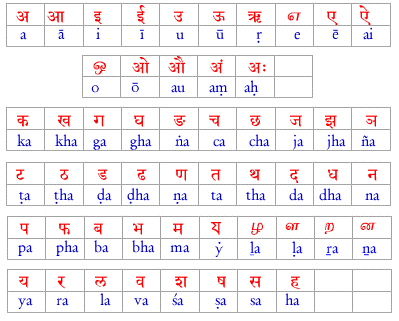 अ आ इ ई उ ऊ ऋ எ ए ऐ
a ā i ī u ū ṛ e ē ai
ஒ ओ औ अं अः
o ō au aṃ aḥ
क ख ग घ ङ च छ ज झ ञ
ka kha ga gha ṅa ca cha ja jha ña
ट ठ ड ढ ण त थ द ध न
ṭa ṭha ḍa ḍha ṇa ta tha da dha na
प फ ब भ म य़ ழ ள ற ன
pa pha ba bha ma ẏ ḻa ḷa ṟa ṉa
य र ल व श ष स ह
ya ra la va śa ṣa sa ha